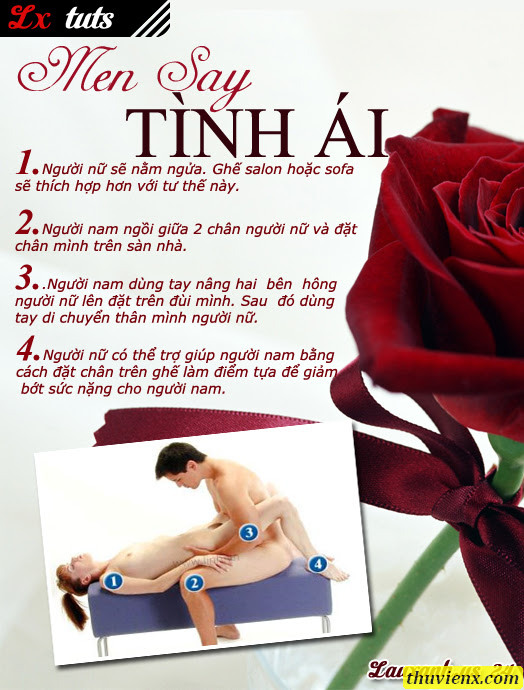 Lx tuts
Men Say
TÌNH ÁI
1. Người nữ sẽ nằm ngửa. Ghế salon hoặc sofa
sẽ thích hợp hơn với tư thế này.
2. Người nam ngồi giữa 2 chân người nữ và đặt
chân mình trên sàn nhà.
3. .Người nam dùng tay nâng hai bên hông
người nữ lên đặt trên đùi mình. Sau đó dùng
tay di chuyển thân mình người nữ.
4. Người nữ có thể trợ giúp người nam bằng
cách đặt chân trên ghế làm điểm tựa để giảm
bớt sức nặng cho người nam.
3
1
2
4
thuvienx.com